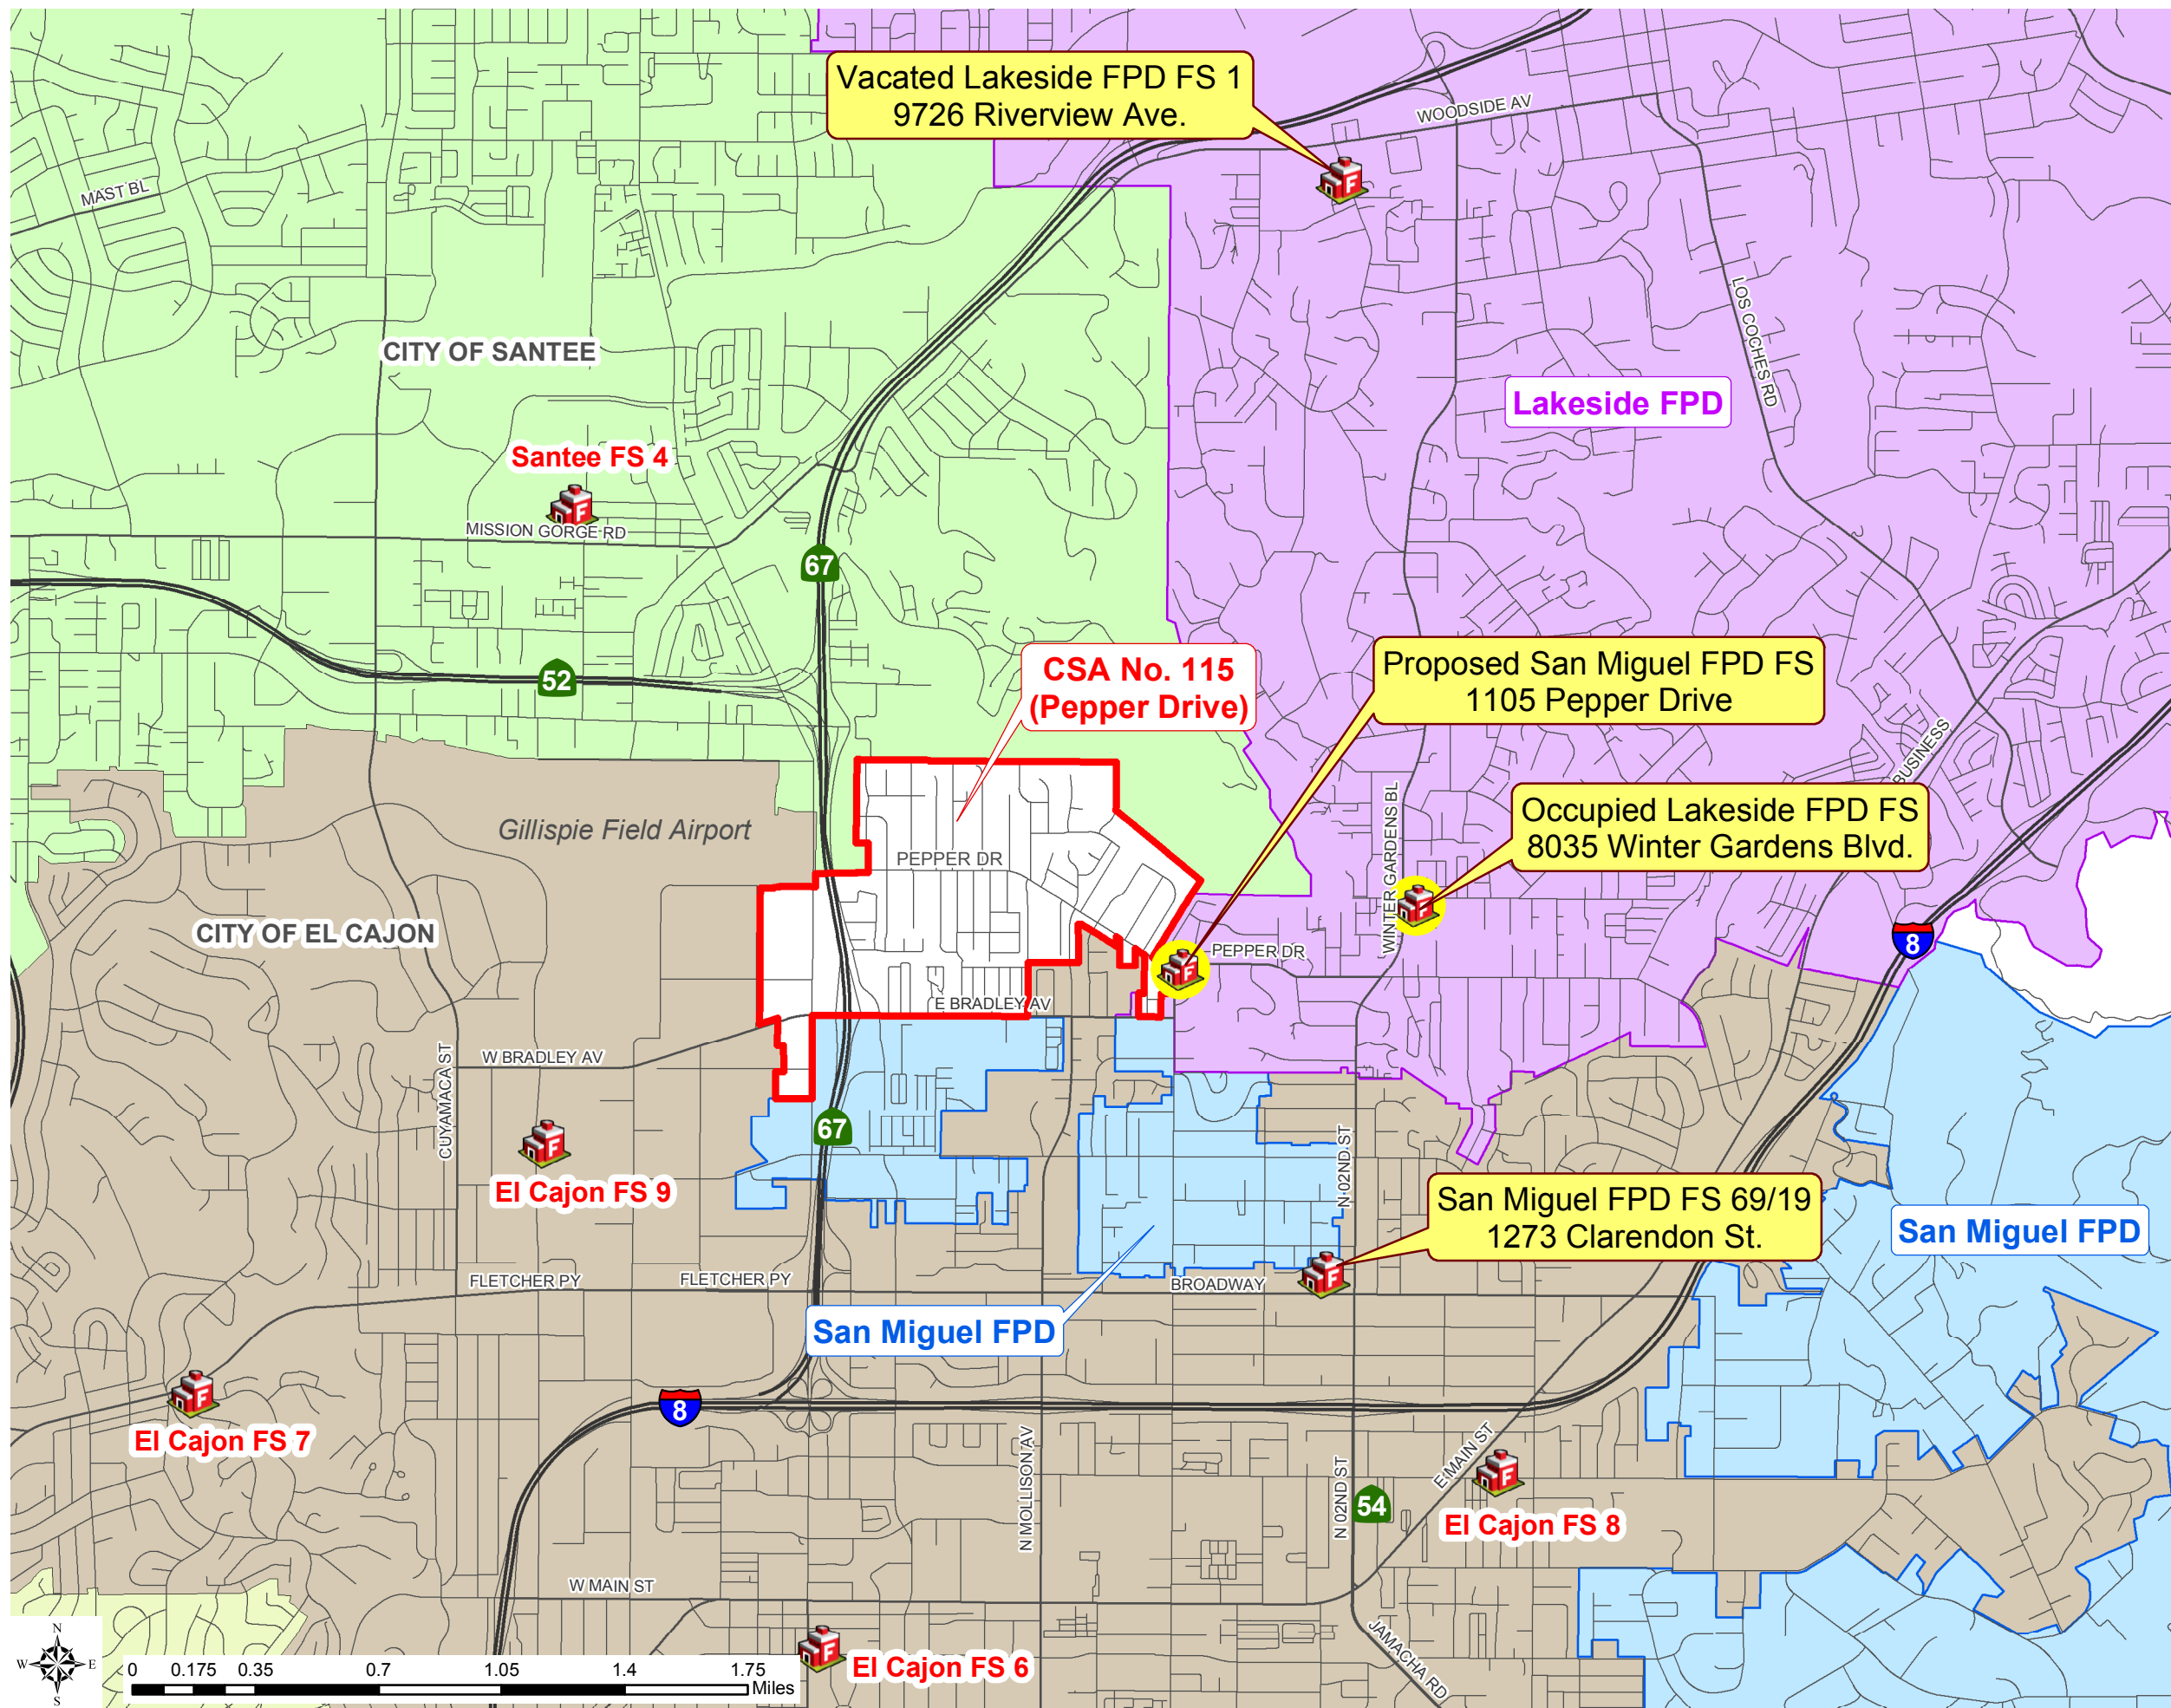 Vacated Lakeside FPD FS 1
9726 Riverview Ave.
WOODSIDE AV
MAST BL
LOS COCHES RD
CITY OF SANTEE
Lakeside FPD
Santee FS 4
MISSION GORGE RD
67
52
CSA No. 115
(Pepper Drive)
Proposed San Miguel FPD FS
1105 Pepper Drive
BUSINESS
Occupied Lakeside FPD FS
8035 Winter Gardens Blvd.
WINTER GARDENS BL
Gillispie Field Airport
PEPPER DR
CITY OF EL CAJON
8
PEPPER DR
E BRADLEY AV
W BRADLEY AV
CUYAMACA ST
67
El Cajon FS 9
N 02ND ST
San Miguel FPD FS 69/19
1273 Clarendon St.
San Miguel FPD
FLETCHER PY
FLETCHER PY
BROADWAY
San Miguel FPD
8
El Cajon FS 7
N MOLLISON AV
N 02ND ST
E MAIN ST
54
El Cajon FS 8
W MAIN ST
JAMACHA RD
El Cajon FS 6
N
W E
S
0 0.175 0.35 0.7 1.05 1.4 1.75
Miles
F
F
F
F
F
F
F
F
F